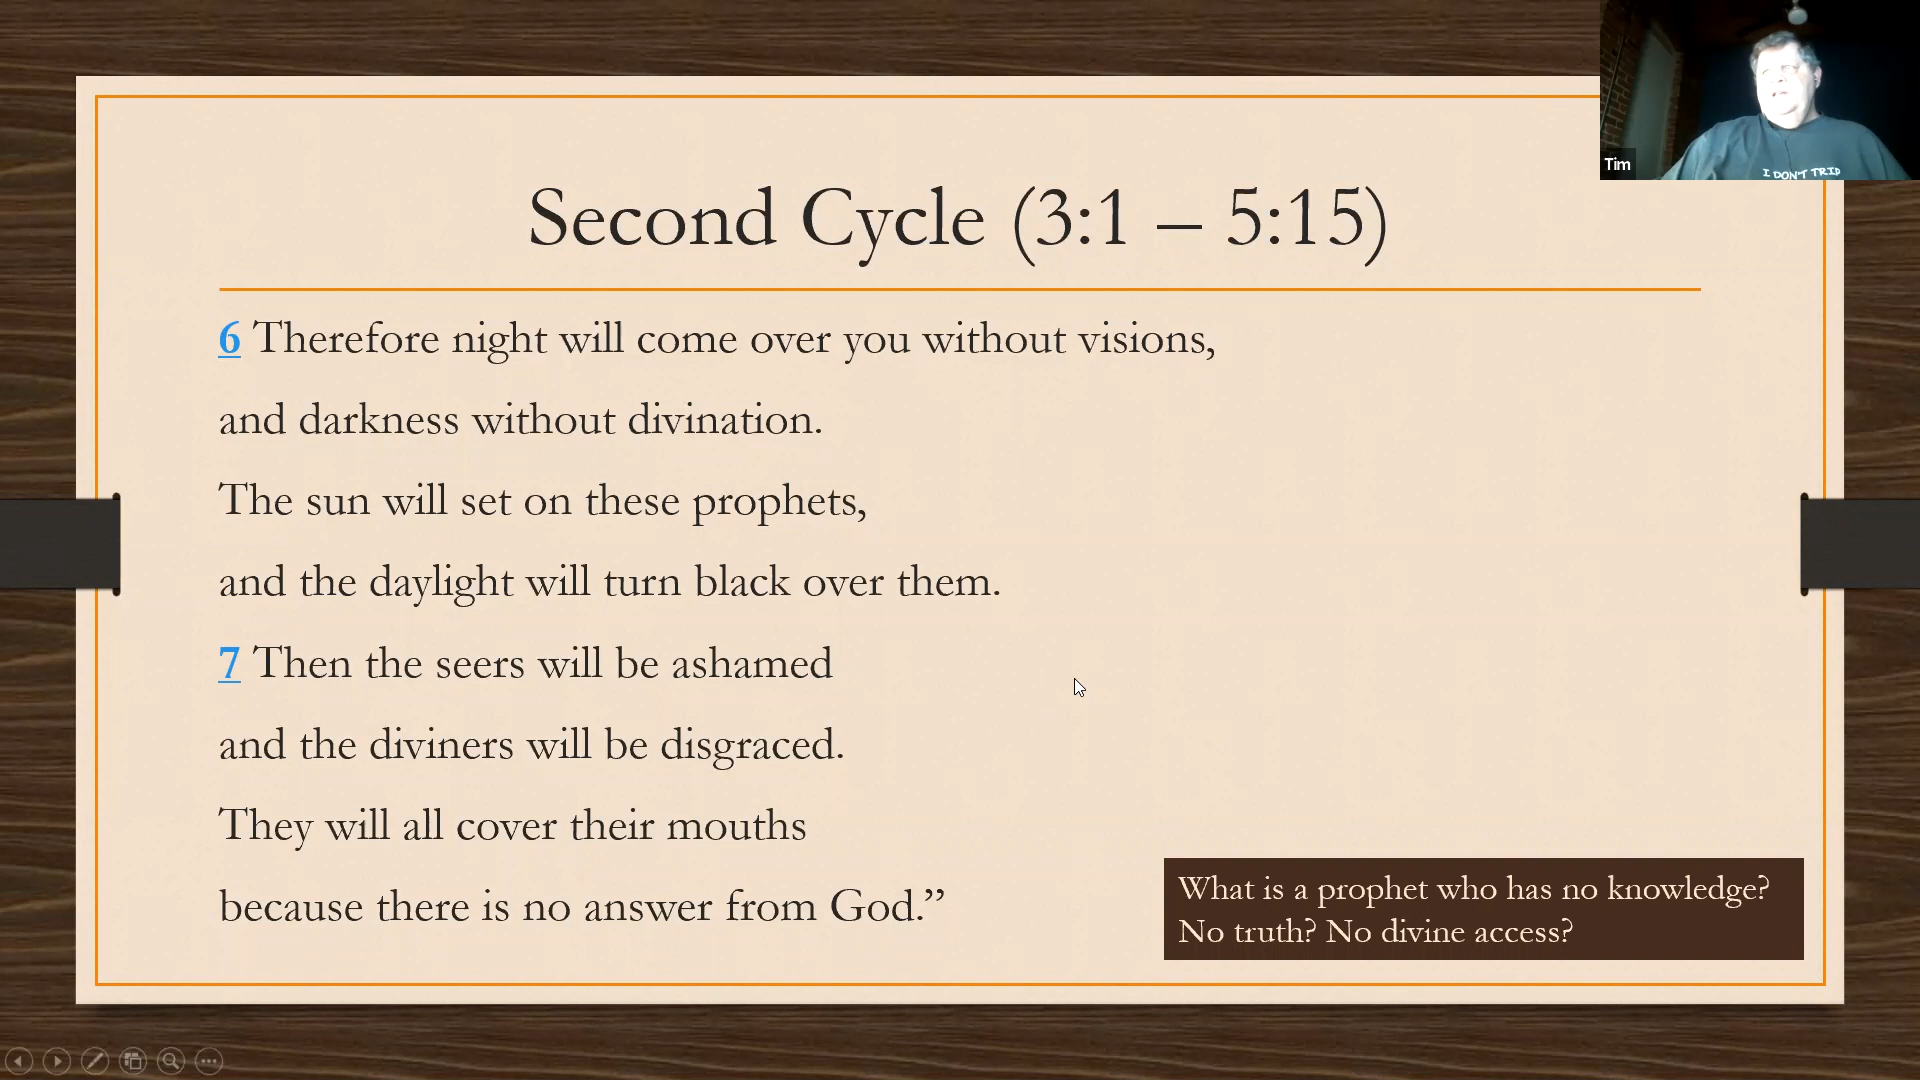 Tim
I DON'T TRIP
Second Cycle (3:1 – 5:15)
6 Therefore night will come over you without visions,
and darkness without divination.
The sun will set on these prophets,
and the daylight will turn black over them.
7 Then the seers will be ashamed
and the diviners will be disgraced.
They will all cover their mouths
because there is no answer from God.”
What is a prophet who has no knowledge?
No truth? No divine access?